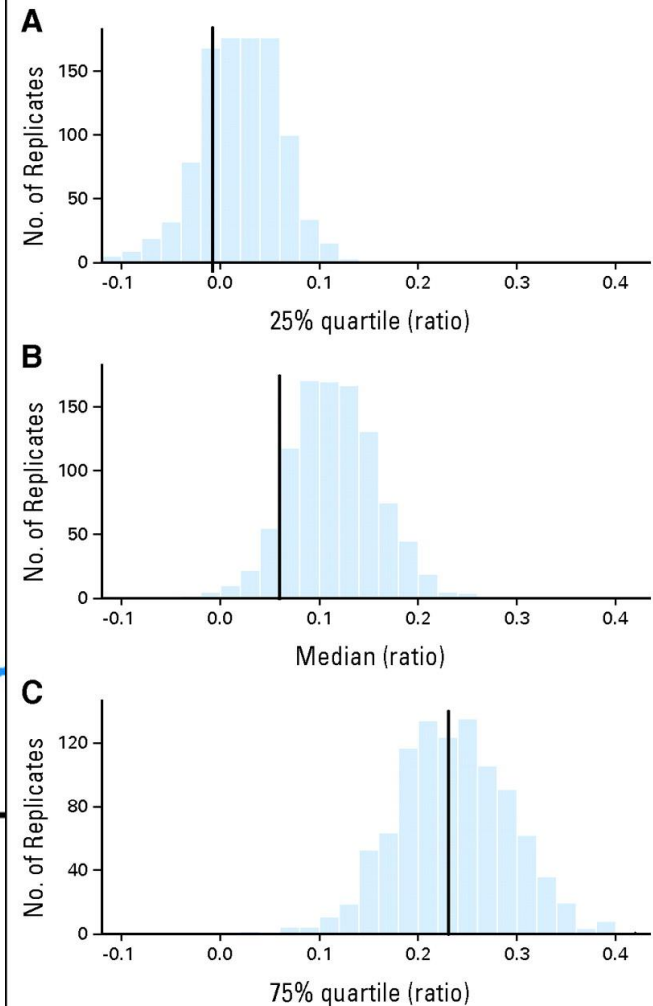 A
No. of Replicates
150
100
50
0
-0.1 0.0 0.1 0.2 0.3 0.4
25% quartile (ratio)
B
No. of Replicates
150
100
50
0
-0.1 0.0 0.1 0.2 0.3 0.4
Median (ratio)
C
No. of Replicates
120
80
40
0
-0.1 0.0 0.1 0.2 0.3 0.4
75% quartile (ratio)